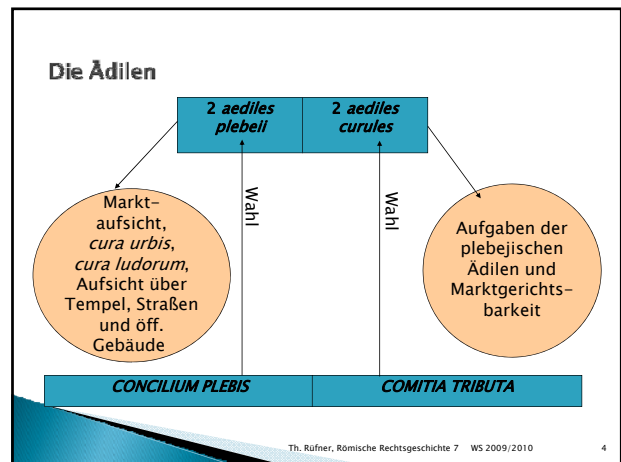 Die Ädilen
2 aediles
plebeii
2 aediles
curules
Wahl
Wahl
Markt-
aufsicht,
cura urbis,
cura ludorum,
Aufsicht über
Tempel, Straßen
und öff.
Gebäude
Aufgaben der
plebejischen
Ädilen und
Marktgerichts-
barkeit
CONCILIUM PLEBIS
COMITIA TRIBUTA
Th. Rüfner, Römische Rechtsgeschichte 7 WS 2009/2010 4